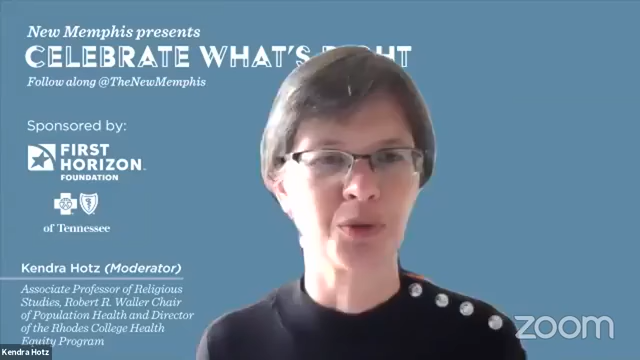 New Memphis presents
CELEBRATE WHAT'S RIGHT
Follow along @TheNewMemphis
Sponsored by:
FIRST
HORIZON
FOUNDATION
of Tennessee
Kendra Hotz (Moderator)
Associate Professor of Religious
Studies, Robert R. Waller Chair
of Population Health and Director
of the Rhodes College Health
Equity Program
Kendra Hotz
zoom